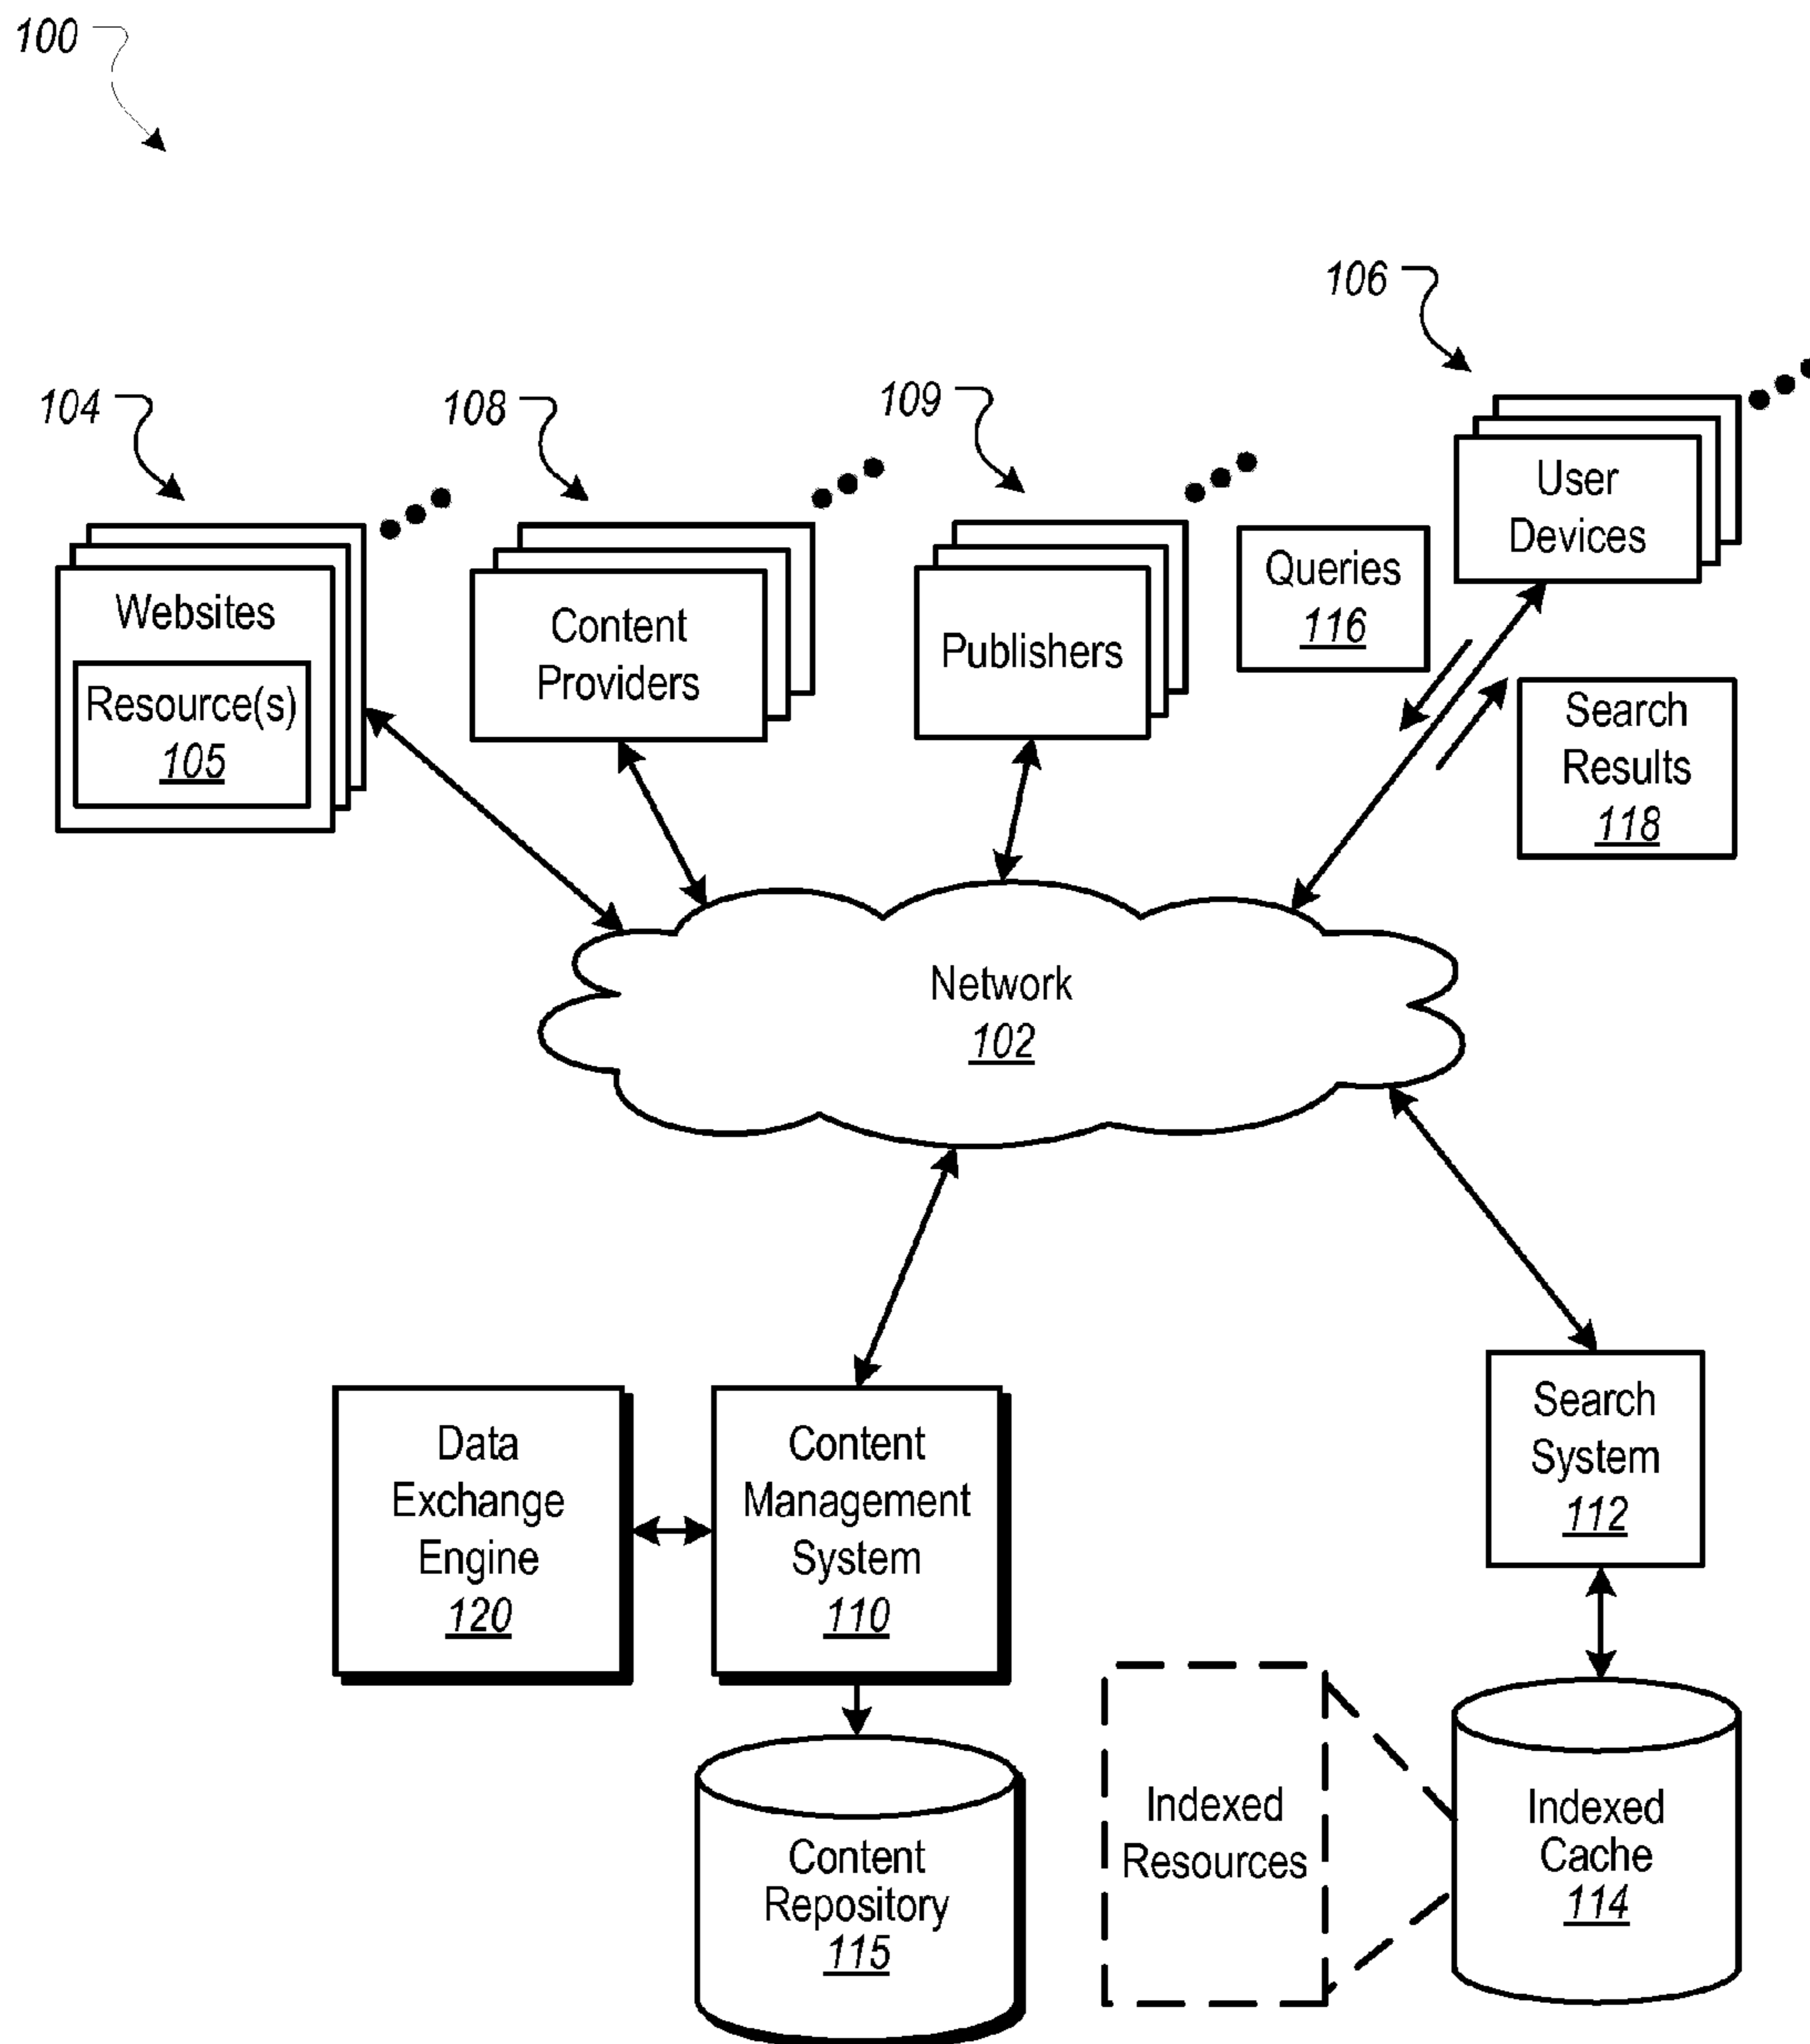 100
106
104
108
109
User
Devices
Queries
116
Websites
Content
Providers
Publishers
Resource(s)
105
Search
Results
118
Network
102
Data
Exchange
Engine
120
Content
Management
System
110
Search
System
112
Indexed
Resources
Indexed
Cache
114
Content
Repository
115